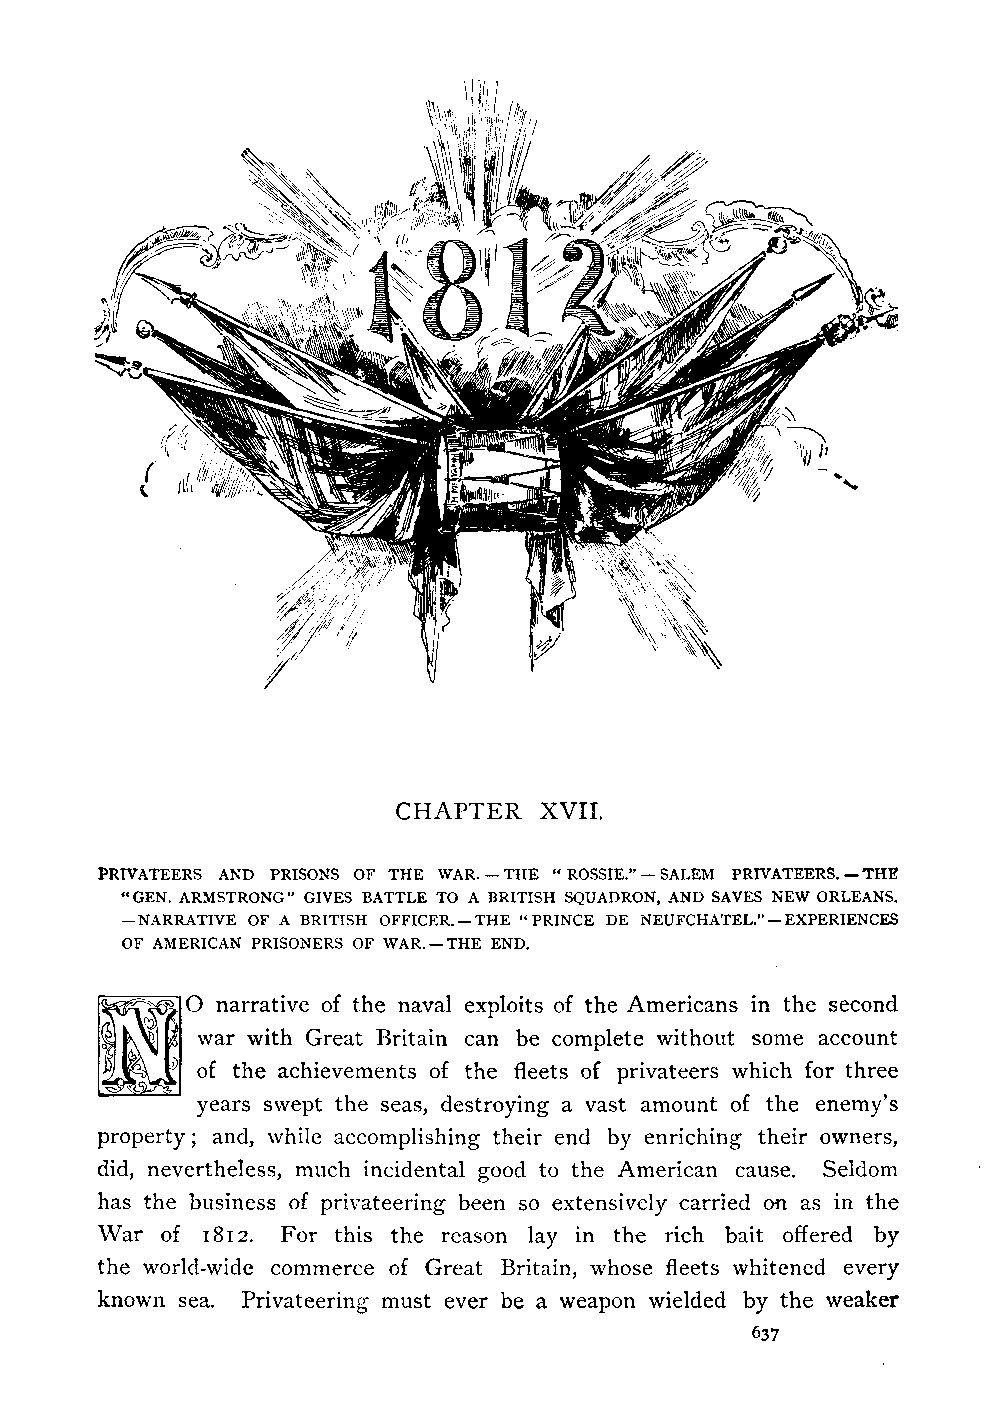 1812
CHAPTER XVII.
PRIVATEERS AND PRISONS OF THE WAR. — THE "ROSSIE." — SALEM PRIVATEERS. — THE
"GEN. ARMSTRONG" GIVES BATTLE TO A BRITISH SQUADRON, AND SAVES NEW ORLEANS.
—NARRATIVE OF A BRITISH OFFICER.—THE "PRINCE DE NEUFCHATEL."—EXPERIENCES
OF AMERICAN PRISONERS OF WAR.—THE END.
NO narrative of the naval exploits of the Americans in the second
war with Great Britain can be complete without some account
of the achievements of the fleets of privateers which for three
years swept the seas, destroying a vast amount of the enemy's
property; and, while accomplishing their end by enriching their owners,
did, nevertheless, much incidental good to the American cause. Seldom
has the business of privateering been so extensively carried on as in the
War of 1812. For this the reason lay in the rich bait offered by
the world-wide commerce of Great Britain, whose fleets whitened every
known sea. Privateering must ever be a weapon wielded by the weaker
637